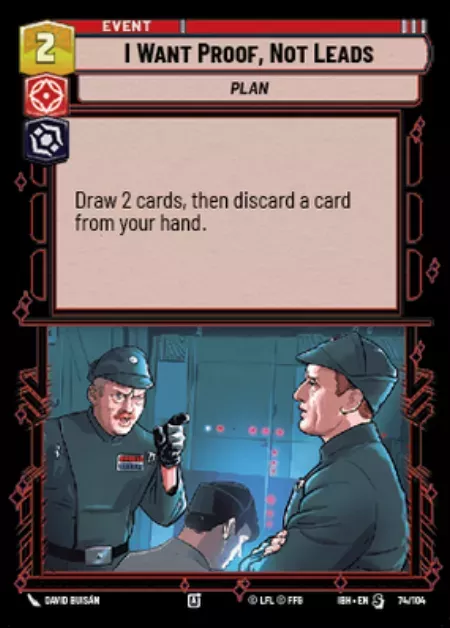 EVENT
2
I WANT PROOF, NOT LEADS
PLAN
Draw 2 cards, then discard a card
from your hand.
DAVID BUISÁN
A
© LFL © FFG
IBH • EN
74/104